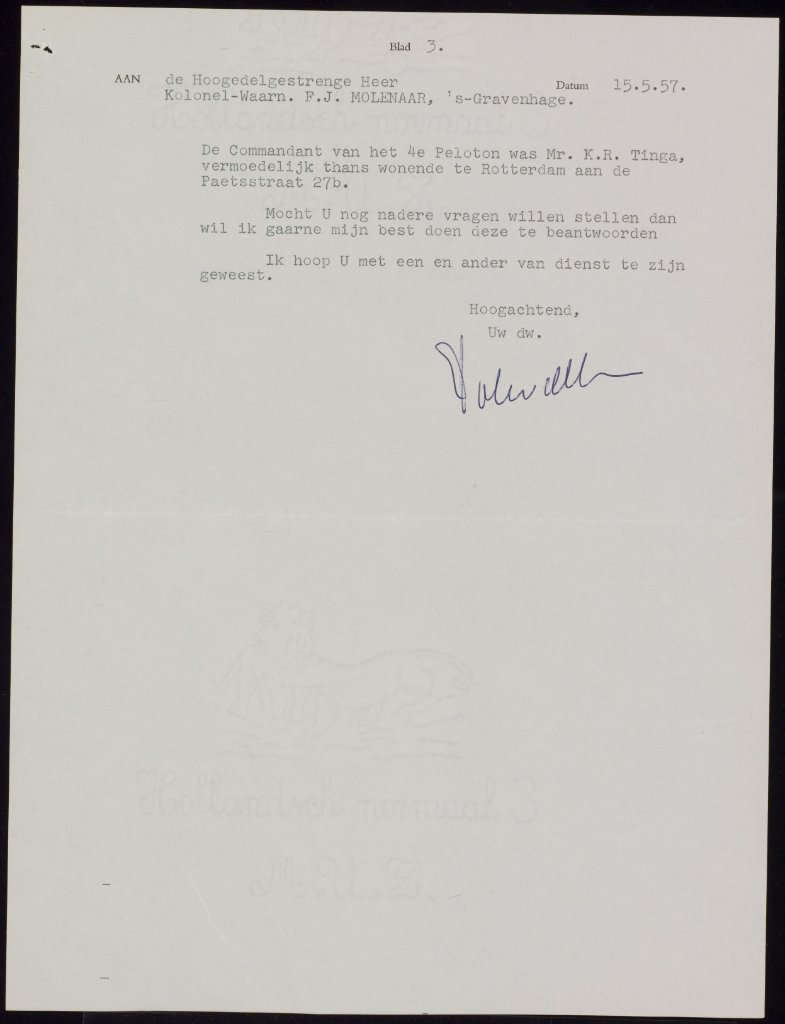 Blad 3.
AAN de Hoogedelgestrenge Heer Datum 15.5.57.
Kolonel-Waarn. F.J. MOLENAAR, 's-Gravenhage.
De Commandant van het 4e Peloton was Mr. K.R. Tinga,
vermoedelijk thans wonende te Rotterdam aan de
Paetsstraat 27b.
Mocht U nog nadere vragen willen stellen dan
wil ik gaarne mijn best doen deze te beantwoorden
Ik hoop U met een en ander van dienst te zijn
geweest.
Hoogachtend,
Uw dw.